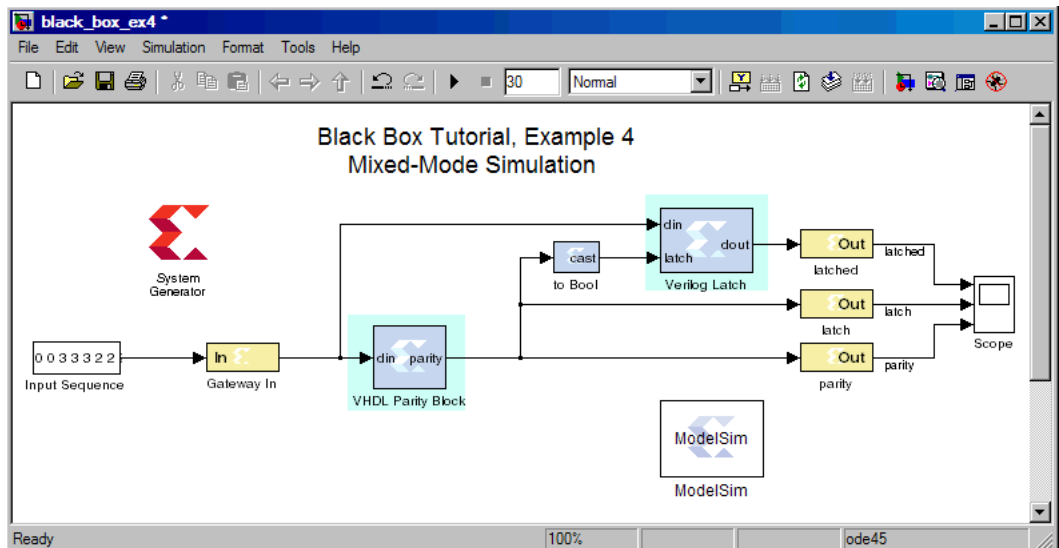 black_box_ex4 *
File Edit View Simulation Format Tools Help
30 Normal
Black Box Tutorial, Example 4
Mixed-Mode Simulation
System
Generator
din
latch
dout
Verilog Latch
cast
to Bool
Out
latched
latched
Out
latch
latch
Out
parity
parity
Scope
0 0 3 3 3 2 2
Input Sequence
In
Gateway In
din parity
VHDL Parity Block
ModelSim
ModelSim
Ready 100% ode45